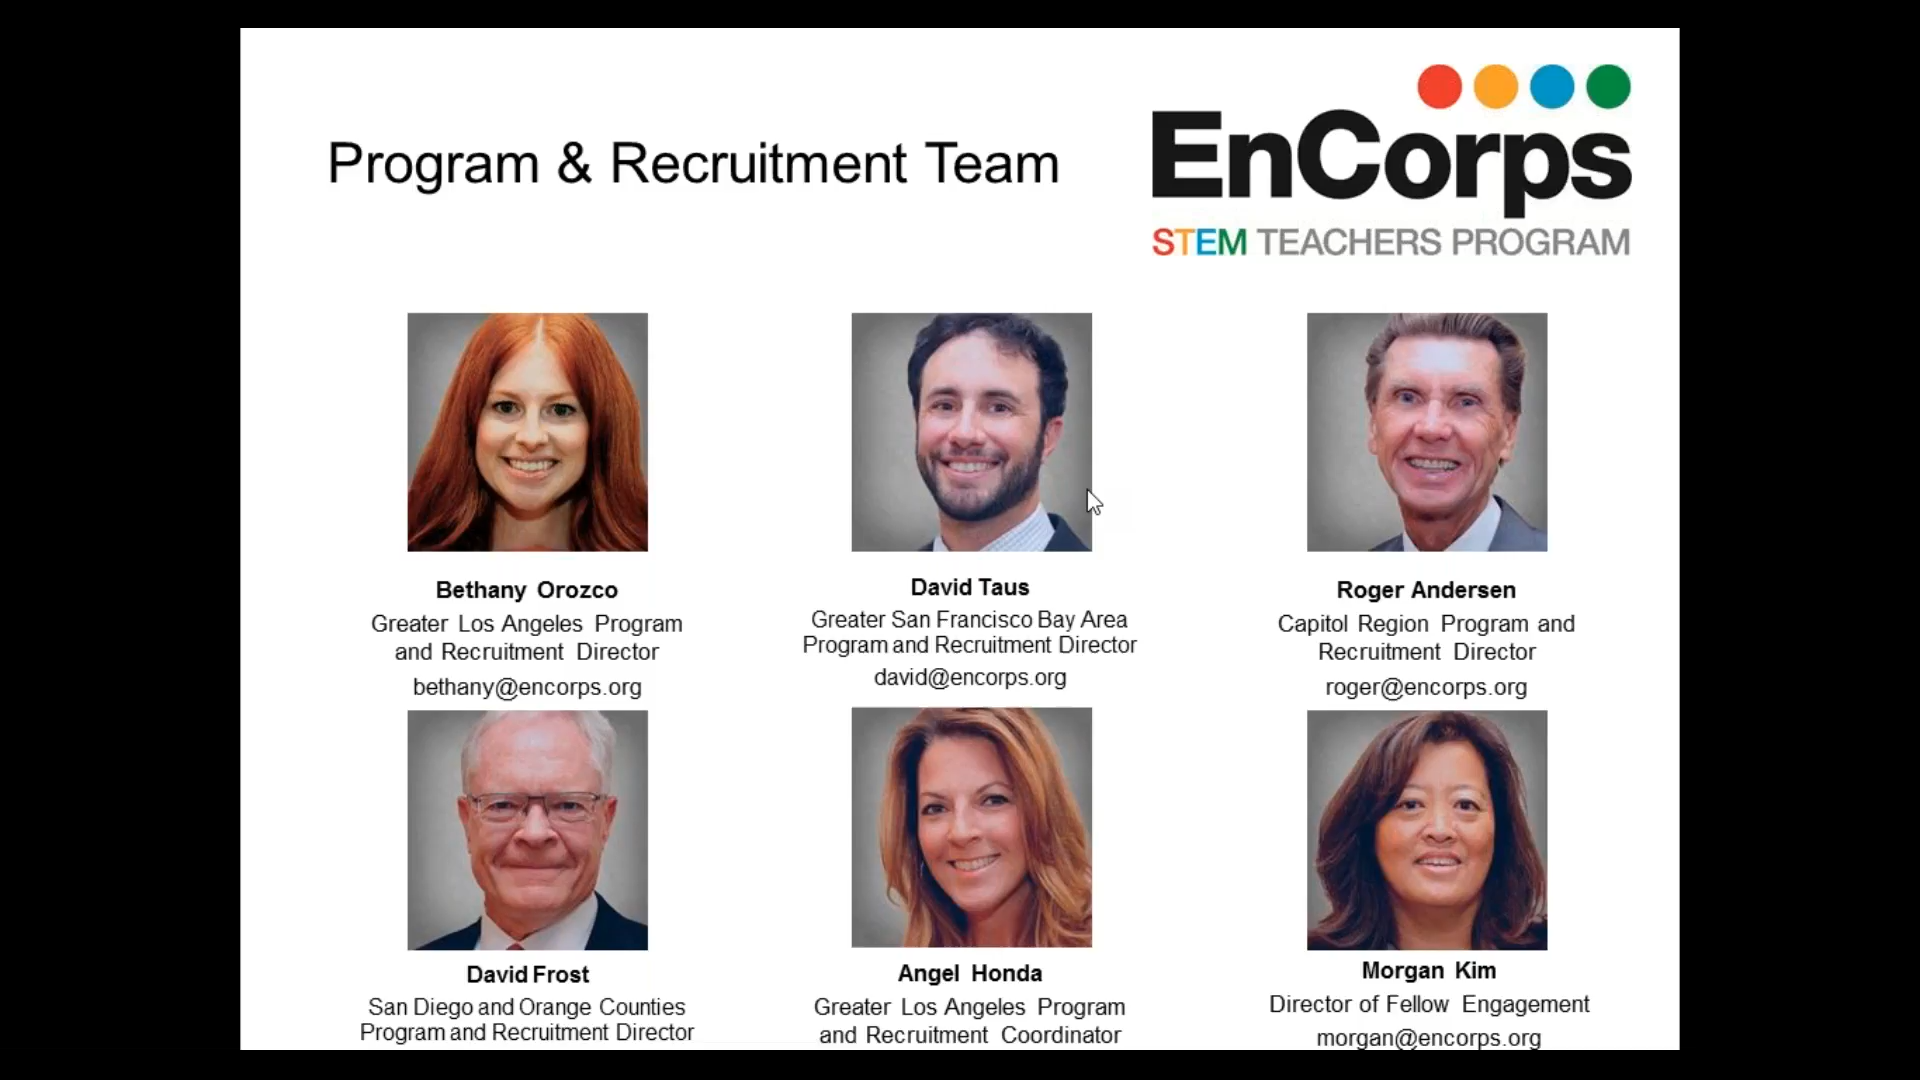 Program & Recruitment Team
EnCorps
STEM TEACHERS PROGRAM
Bethany Orozco
Greater Los Angeles Program
and Recruitment Director
bethany@encorps.org
David Taus
Greater San Francisco Bay Area
Program and Recruitment Director
david@encorps.org
Roger Andersen
Capitol Region Program and
Recruitment Director
roger@encorps.org
David Frost
San Diego and Orange Counties
Program and Recruitment Director
Angel Honda
Greater Los Angeles Program
and Recruitment Coordinator
Morgan Kim
Director of Fellow Engagement
morgan@encorps.org